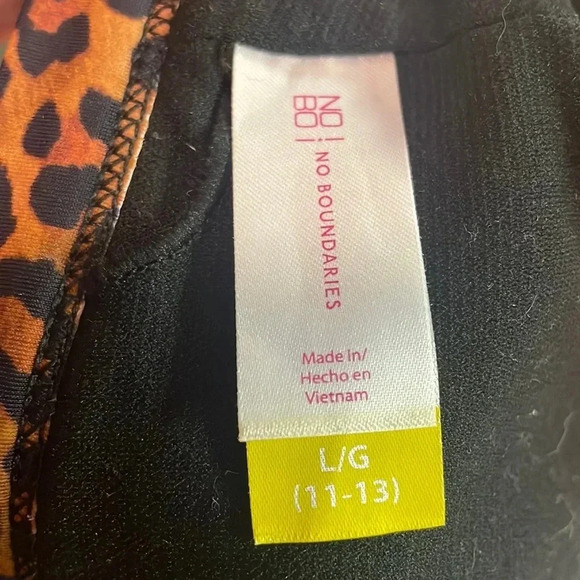 NO
BO
NO BOUNDARIES
Made In/
Hecho en
Vietnam
L/G
(11-13)